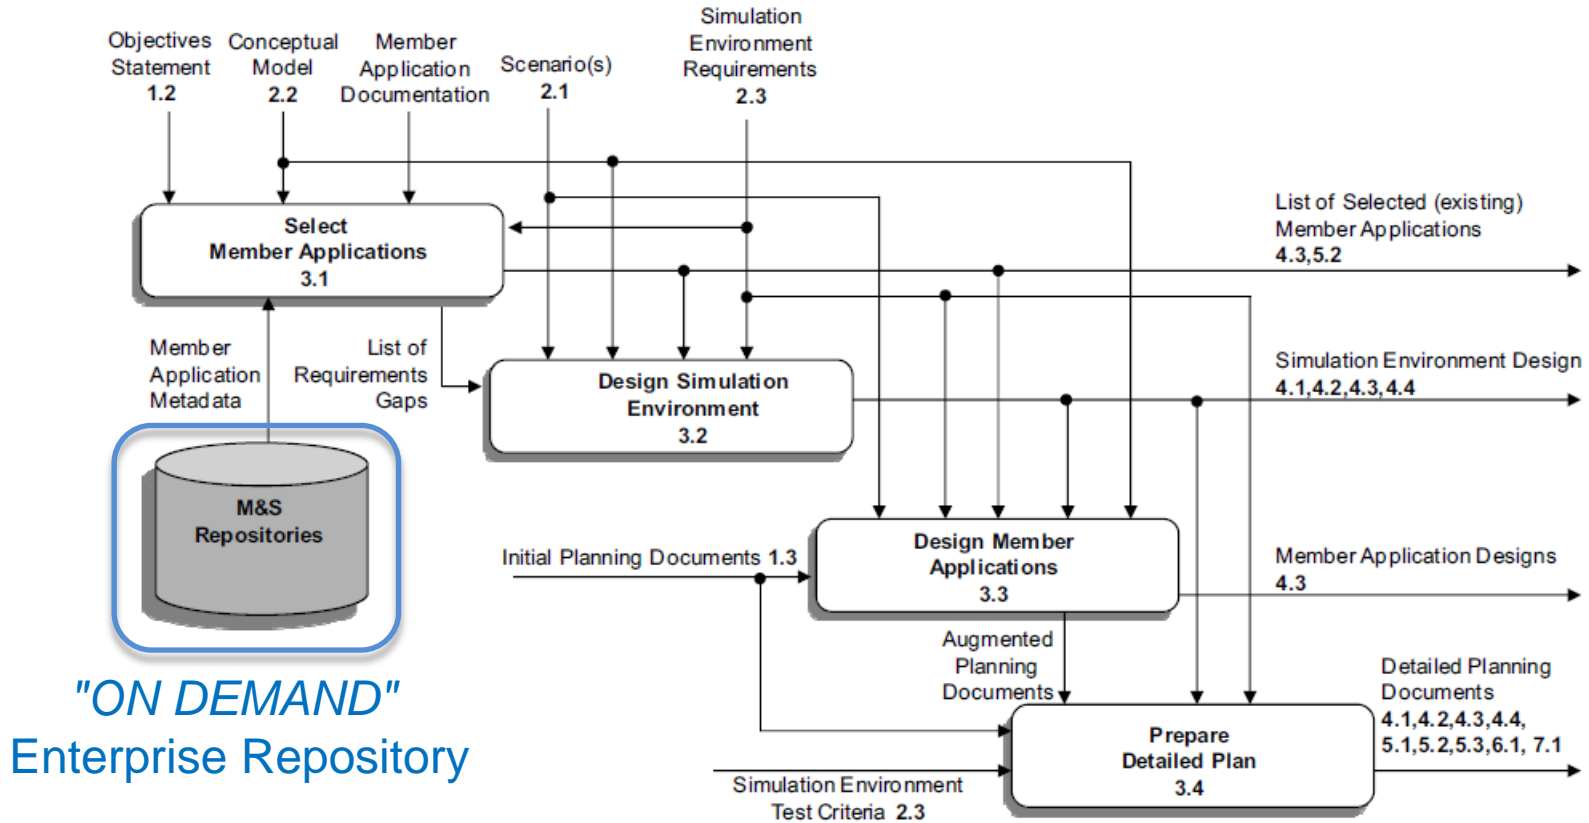 Objectives
Statement
1.2
Conceptual
Model
2.2
Member
Application
Documentation
Scenario(s)
2.1
Simulation
Environment
Requirements
2.3
Select
Member Applications
3.1
List of Selected (existing)
Member Applications
4.3,5.2
Member
Application
Metadata
List of
Requirements
Gaps
Design Simulation
Environment
3.2
Simulation Environment Design
4.1,4.2,4.3,4.4
M&S
Repositories
"ON DEMAND"
Enterprise Repository
Initial Planning Documents 1.3
Design Member
Applications
3.3
Member Application Designs
4.3
Augmented
Planning
Documents
Detailed Planning
Documents
4.1,4.2,4.3,4.4,
5.1,5.2,5.3,6.1, 7.1
Prepare
Detailed Plan
3.4
Simulation Environment
Test Criteria 2.3